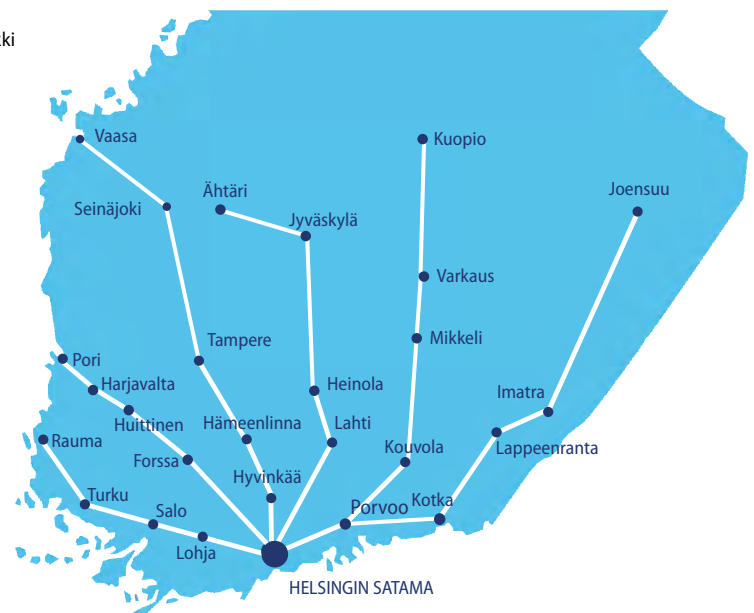 ki
Vaasa
Kuopio
Ähtäri
Joensuu
Seinäjoki
Jyväskylä
Varkaus
Tampere
Mikkeli
Pori
Harjavalta
Heinola
Imatra
Huittinen
Hämeenlinna
Lahti
Rauma
Lappeenranta
Forssa
Kouvola
Hyvinkää
Turku
Salo
Porvoo
Kotka
Lohja
HELSINGIN SATAMA